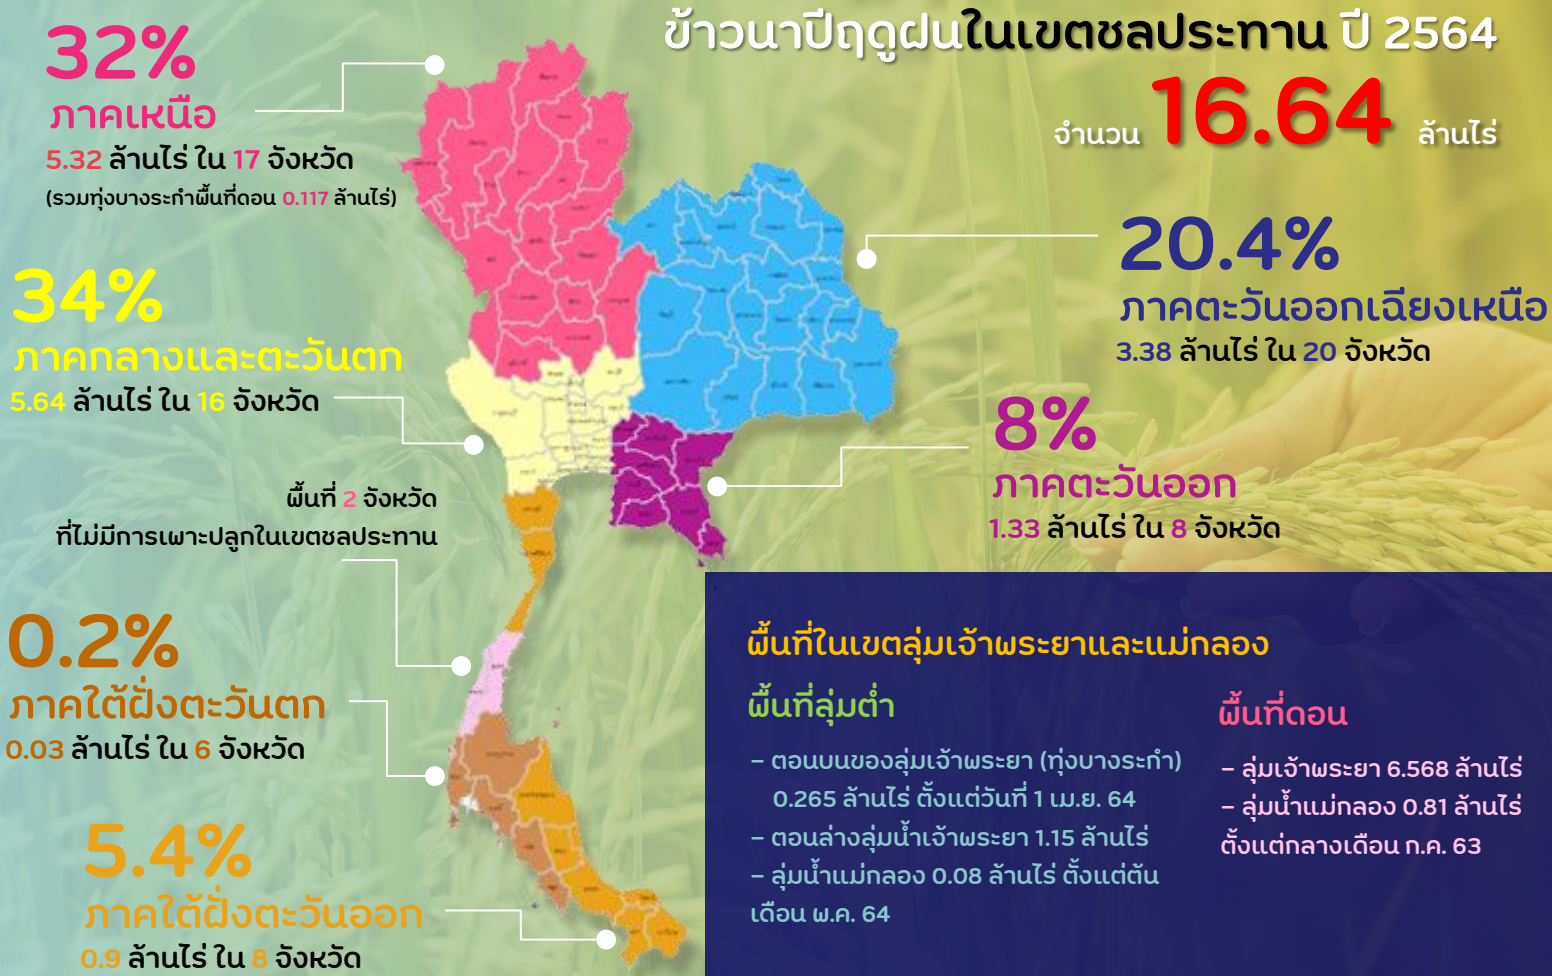 ข้าวนาปีฤดูฝนในเขตชลประทาน ปี 2564
จำนวน 16.64 ล้านไร่
32%
ภาคเหนือ
5.32 ล้านไร่ ใน 17 จังหวัด
(รวมทุ่งบางระกำพื้นที่ดอน 0.117 ล้านไร่)
34%
ภาคกลางและตะวันตก
5.64 ล้านไร่ ใน 16 จังหวัด
พื้นที่ 2 จังหวัด
ที่ไม่มีการเพาะปลูกในเขตชลประทาน
0.2%
ภาคใต้ฝั่งตะวันตก
0.03 ล้านไร่ ใน 6 จังหวัด
5.4%
ภาคใต้ฝั่งตะวันออก
0.9 ล้านไร่ ใน 8 จังหวัด
20.4%
ภาคตะวันออกเฉียงเหนือ
3.38 ล้านไร่ ใน 20 จังหวัด
8%
ภาคตะวันออก
1.33 ล้านไร่ ใน 8 จังหวัด
พื้นที่ในเขตลุ่มเจ้าพระยาและแม่กลอง
พื้นที่ลุ่มต่ำ
– ตอนบนของลุ่มเจ้าพระยา (ทุ่งบางระกำ)
0.265 ล้านไร่ ตั้งแต่วันที่ 1 เม.ย. 64
– ตอนล่างลุ่มน้ำเจ้าพระยา 1.15 ล้านไร่
– ลุ่มน้ำแม่กลอง 0.08 ล้านไร่ ตั้งแต่ต้น
เดือน พ.ค. 64
พื้นที่ดอน
– ลุ่มเจ้าพระยา 6.568 ล้านไร่
– ลุ่มน้ำแม่กลอง 0.81 ล้านไร่
ตั้งแต่กลางเดือน ก.ค. 63